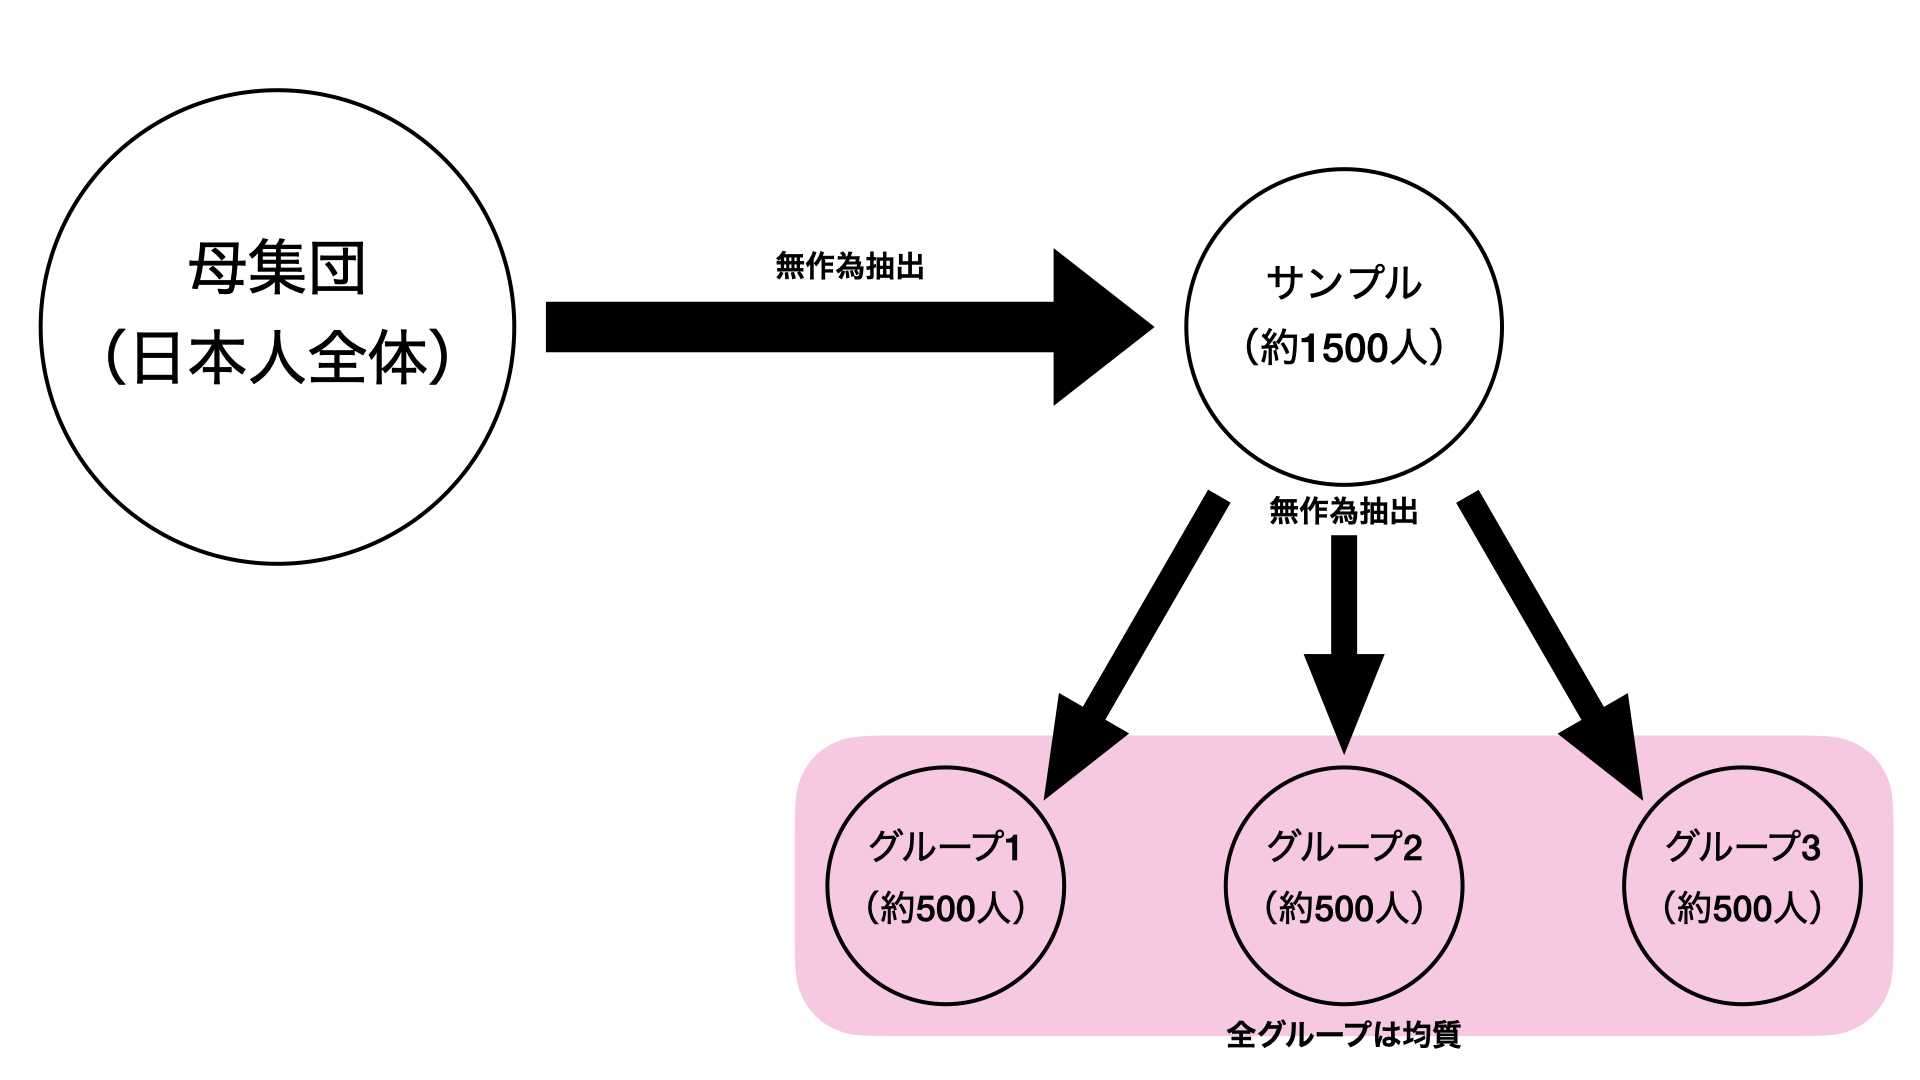 母集団
（日本人全体）
無作為抽出
サンプル
（約1500人）
無作為抽出
グループ1
（約500人）
グループ2
（約500人）
グループ3
（約500人）
全グループは均質